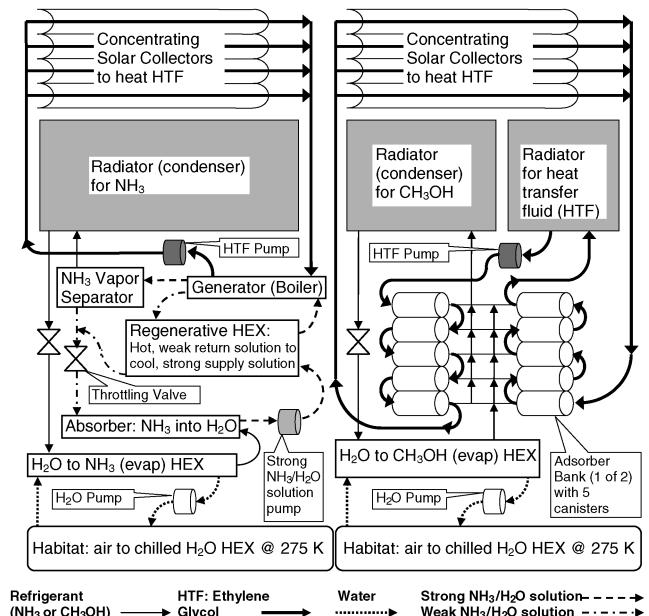 Concentrating
Solar Collectors
to heat HTF
Concentrating
Solar Collectors
to heat HTF
Radiator (condenser)
for NH₃
Radiator
(condenser)
for CH₃OH
Radiator
for heat
transfer
fluid (HTF)
HTF Pump
HTF Pump
NH₃ Vapor
Separator
Generator (Boiler)
Regenerative HEX:
Hot, weak return solution to
cool, strong supply solution
Throttling Valve
Absorber: NH₃ into H₂O
H₂O to NH₃ (evap) HEX
Strong
NH₃/H₂O
solution
pump
H₂O Pump
H₂O to CH₃OH (evap) HEX
H₂O Pump
Adsorber
Bank (1 of 2)
with 5
canisters
Habitat: air to chilled H₂O HEX @ 275 K
Habitat: air to chilled H₂O HEX @ 275 K
Refrigerant
(NH₃ or CH₃OH)
HTF: Ethylene
Glycol
Water
Strong NH₃/H₂O solution
Weak NH₃/H₂O solution